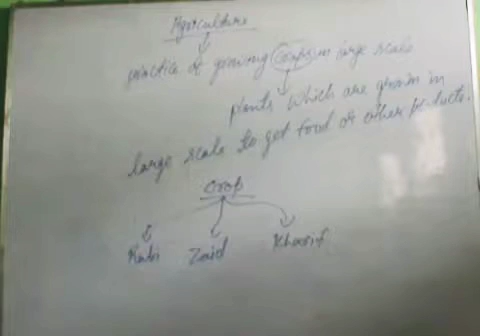 Agriculture
practice of growing crops in large scale
plants which are grown in
large scale to get food or other products.
Crop
Rabi Zaid Kharif